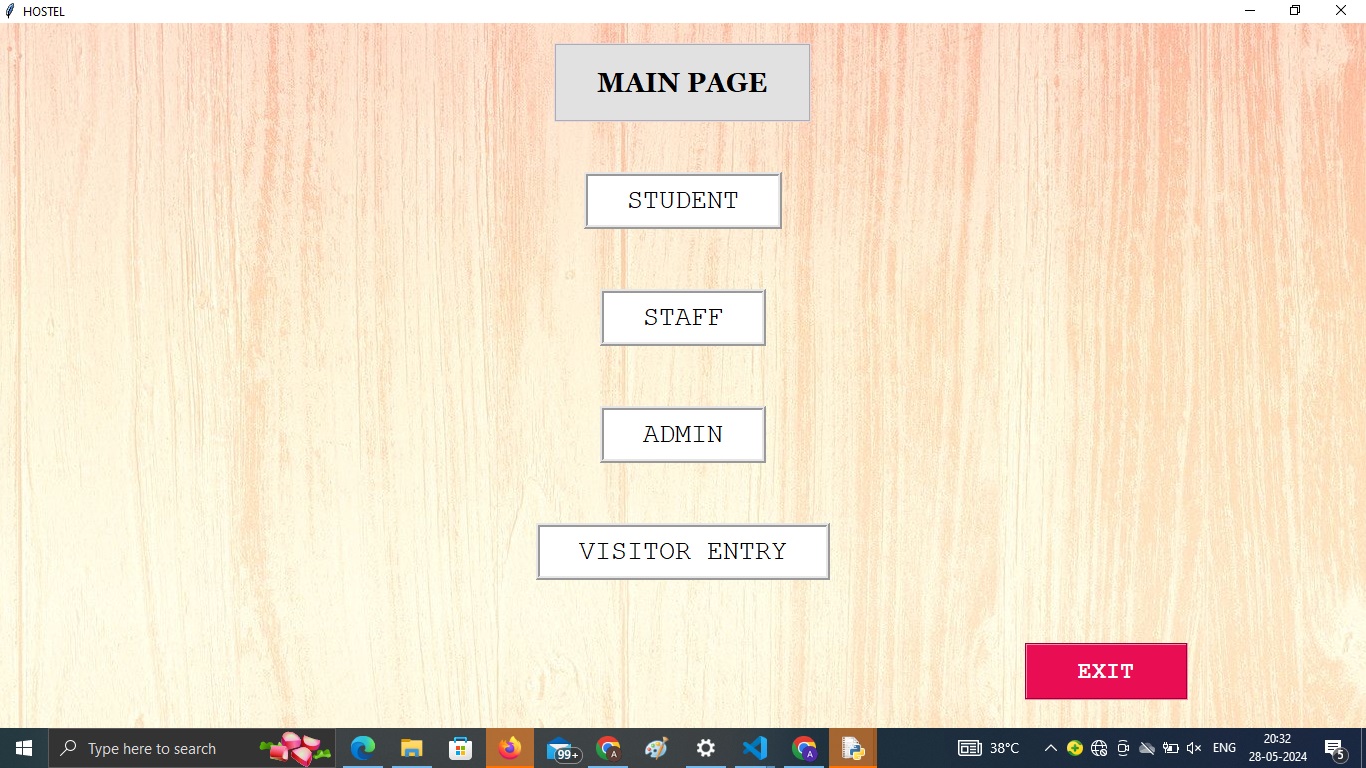 HOSTEL
MAIN PAGE
STUDENT
STAFF
ADMIN
VISITOR ENTRY
EXIT
Type here to search
99+
A
A
38°C
ENG
20:32
28-05-2024
5